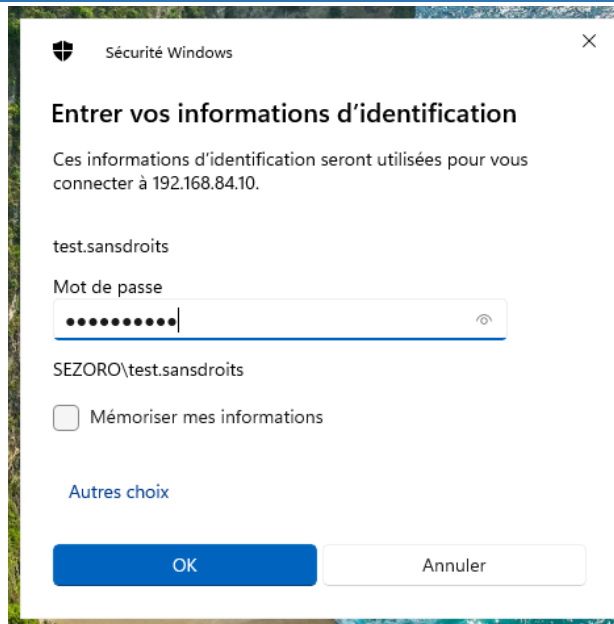 Sécurité Windows
Entrer vos informations d’identification
Ces informations d’identification seront utilisées pour vous
connecter à 192.168.84.10.
test.sansdroits
Mot de passe
●●●●●●●●●●
SEZORO\test.sansdroits
Mémoriser mes informations
Autres choix
OK
Annuler